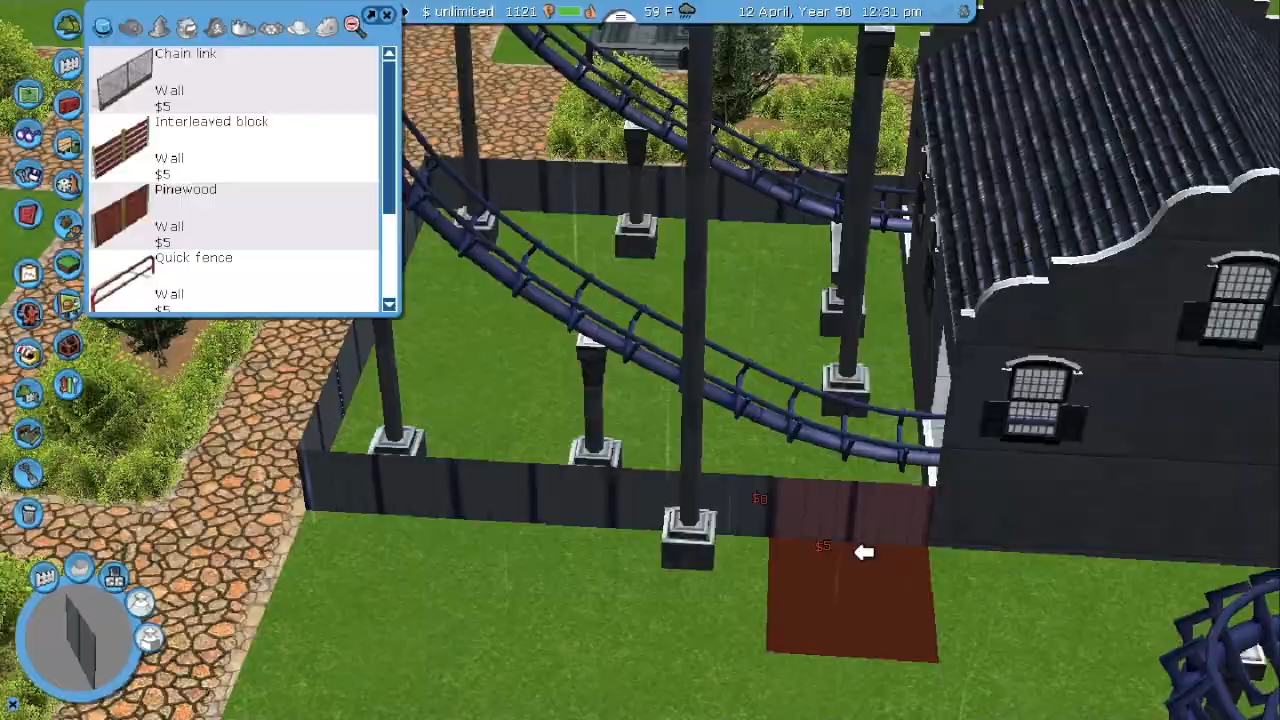 $ unlimited 1121 59 F 12 April, Year 50 12:31 pm
Chain link
Wall
$5
Interleaved block
Wall
$5
Pinewood
Wall
$5
Quick fence
Wall
$5
$0
$5